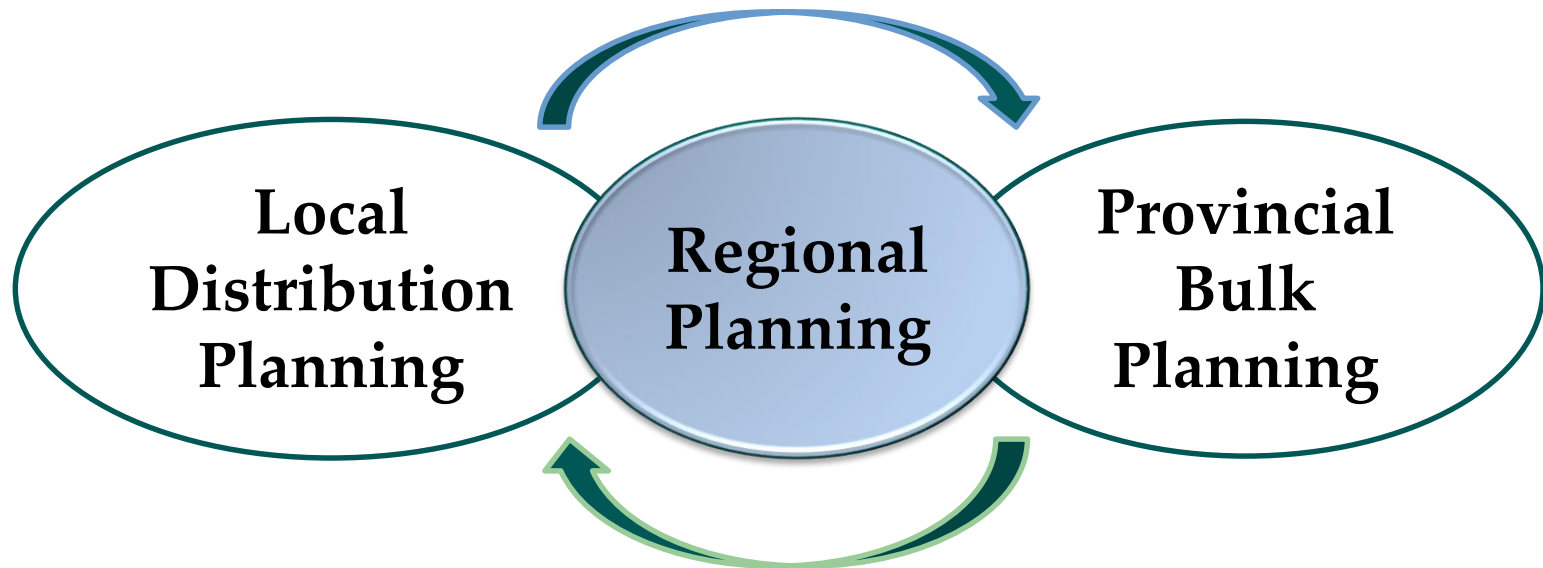 Local
Distribution
Planning
Regional
Planning
Provincial
Bulk
Planning